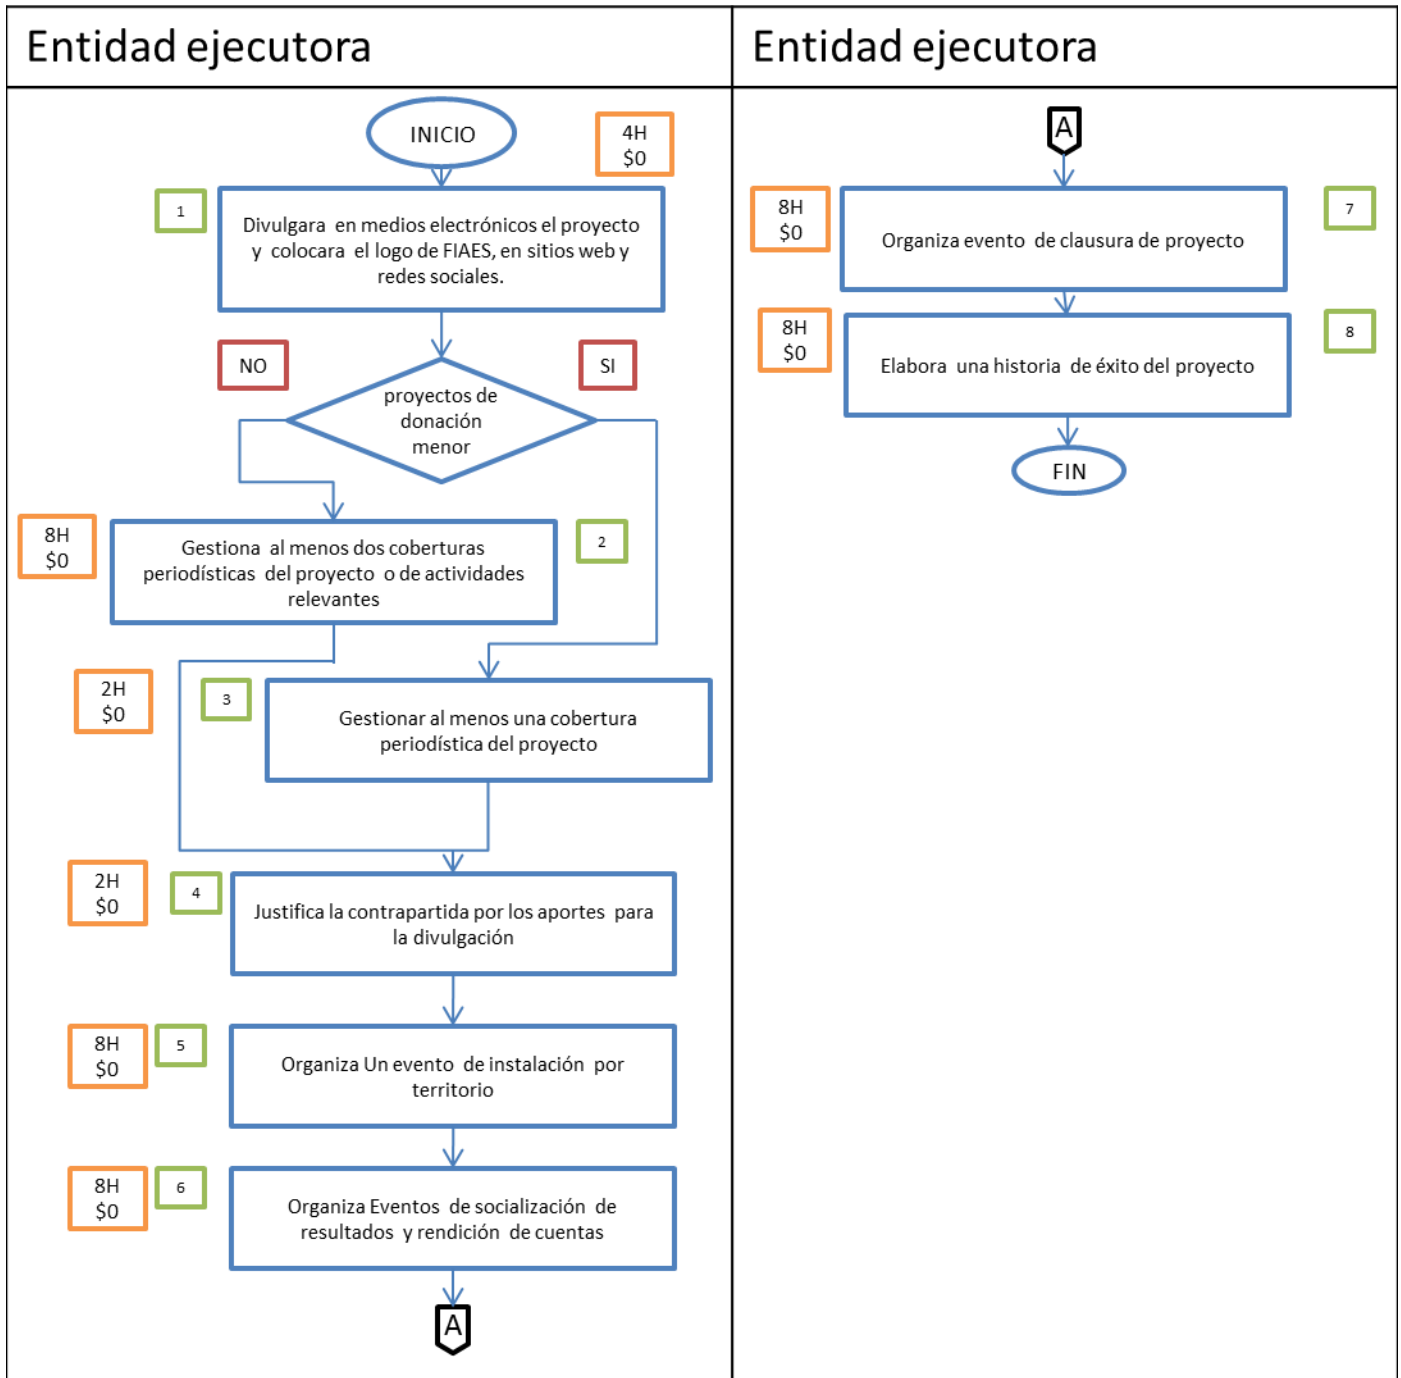 Entidad ejecutora
INICIO
4H
$0
1
Divulgara en medios electrónicos el proyecto
y colocara el logo de FIAES, en sitios web y
redes sociales.
NO
SI
proyectos de
donación
menor
8H
$0
Gestiona al menos dos coberturas
periodísticas del proyecto o de actividades
relevantes
2
2H
$0
3
Gestionar al menos una cobertura
periodística del proyecto
2H
$0
4
Justifica la contrapartida por los aportes para
la divulgación
8H
$0
5
Organiza Un evento de instalación por
territorio
8H
$0
6
Organiza Eventos de socialización de
resultados y rendición de cuentas
A
Entidad ejecutora
A
8H
$0
Organiza evento de clausura de proyecto
7
8H
$0
Elabora una historia de éxito del proyecto
8
FIN